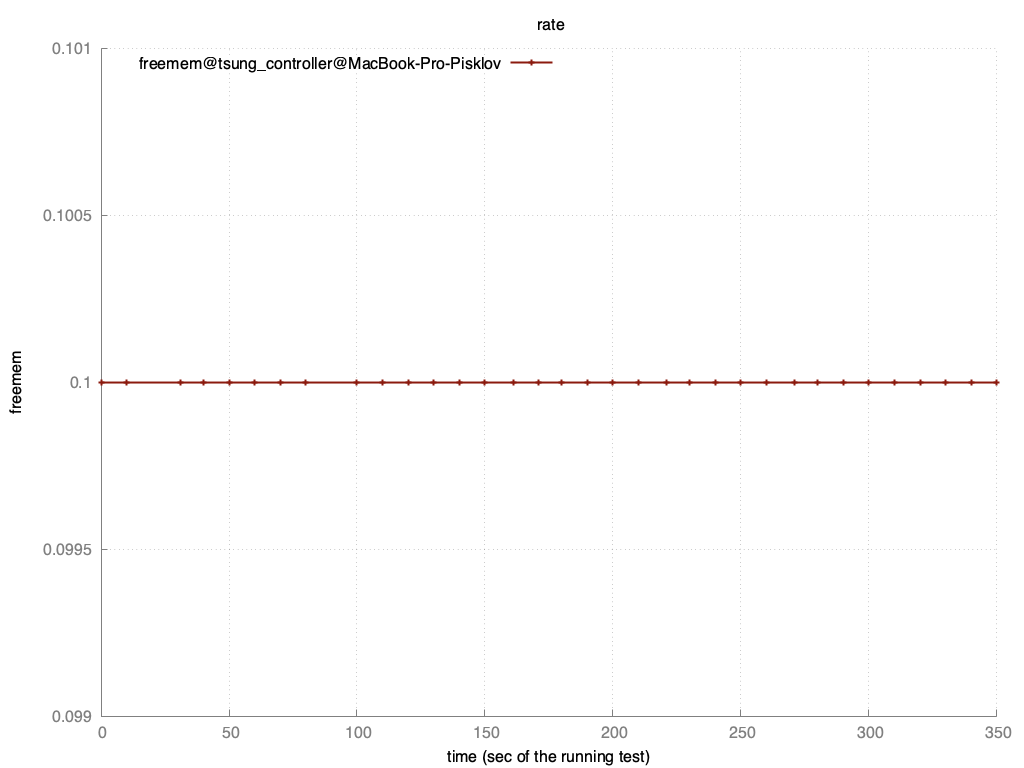 rate
freemem@tsung_controller@MacBook-Pro-Pisklov
0.101
0.1005
0.1
0.0995
0.099
freemem
0 50 100 150 200 250 300 350
time (sec of the running test)